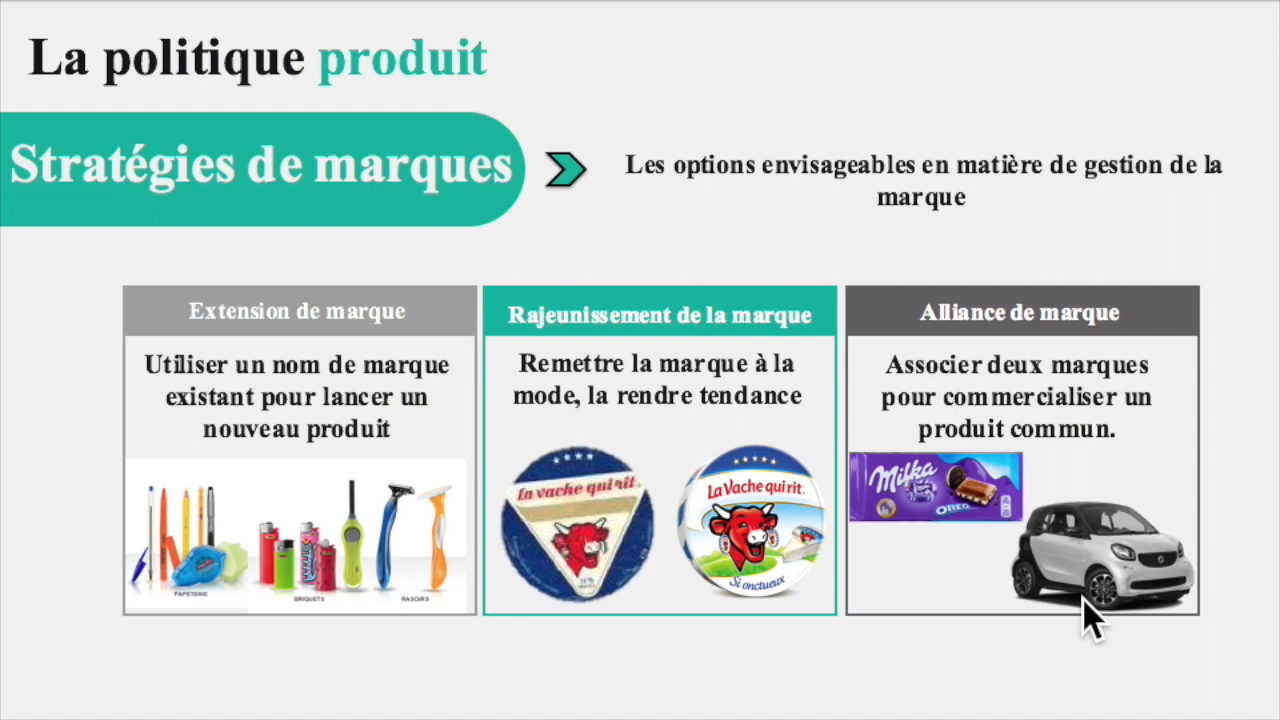 La politique produit
Stratégies de marques
Les options envisageables en matière de gestion de la
marque
Extension de marque
Utiliser un nom de marque
existant pour lancer un
nouveau produit
PAPETERIE
BRIQUETS
RASOIRS
Rajeunissement de la marque
Remettre la marque à la
mode, la rendre tendance
la vache qui rit.
La Vache qui rit.
Si onctueux
Alliance de marque
Associer deux marques
pour commercialiser un
produit commun.
Milka
OREO